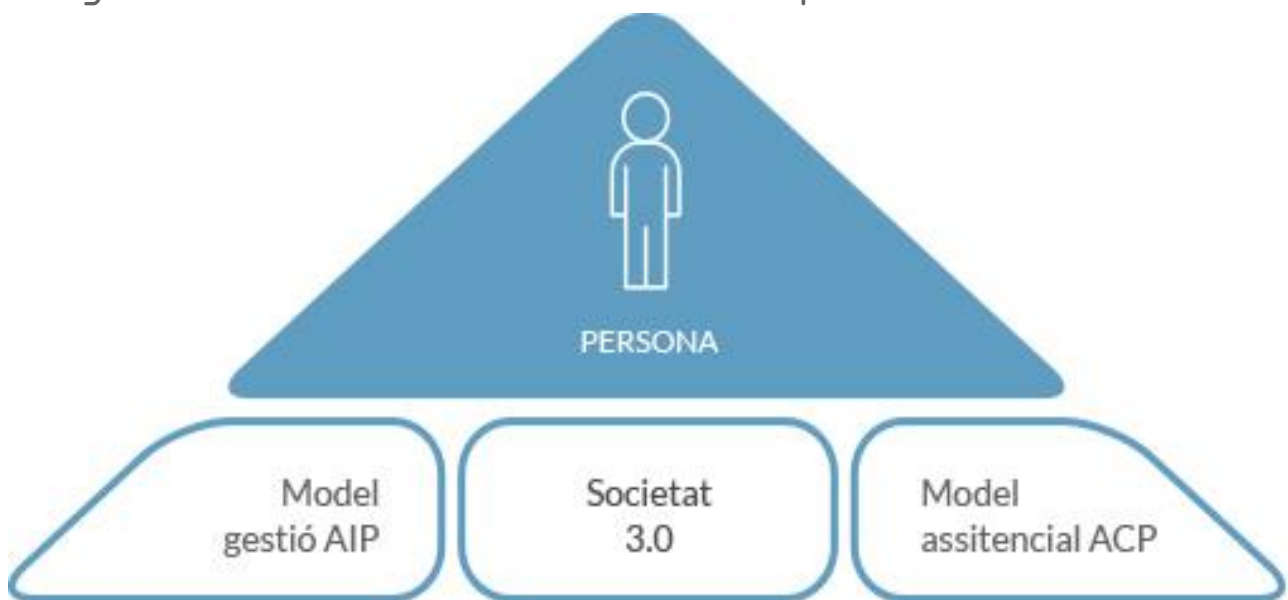 PERSONA
Model
gestió AIP
Societat
3.0
Model
assitencial ACP